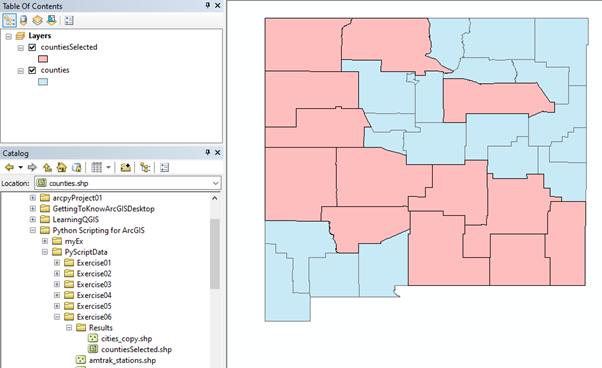 Table Of Contents
Layers
countiesSelected
counties
Catalog
Location: counties.shp
arcpyProject01
GettingToKnowArcGISDesktop
LearningQGIS
Python Scripting for ArcGIS
myEx
PyScriptData
Exercise01
Exercise02
Exercise03
Exercise04
Exercise05
Exercise06
Results
cities_copy.shp
countiesSelected.shp
amtrak_stations.shp